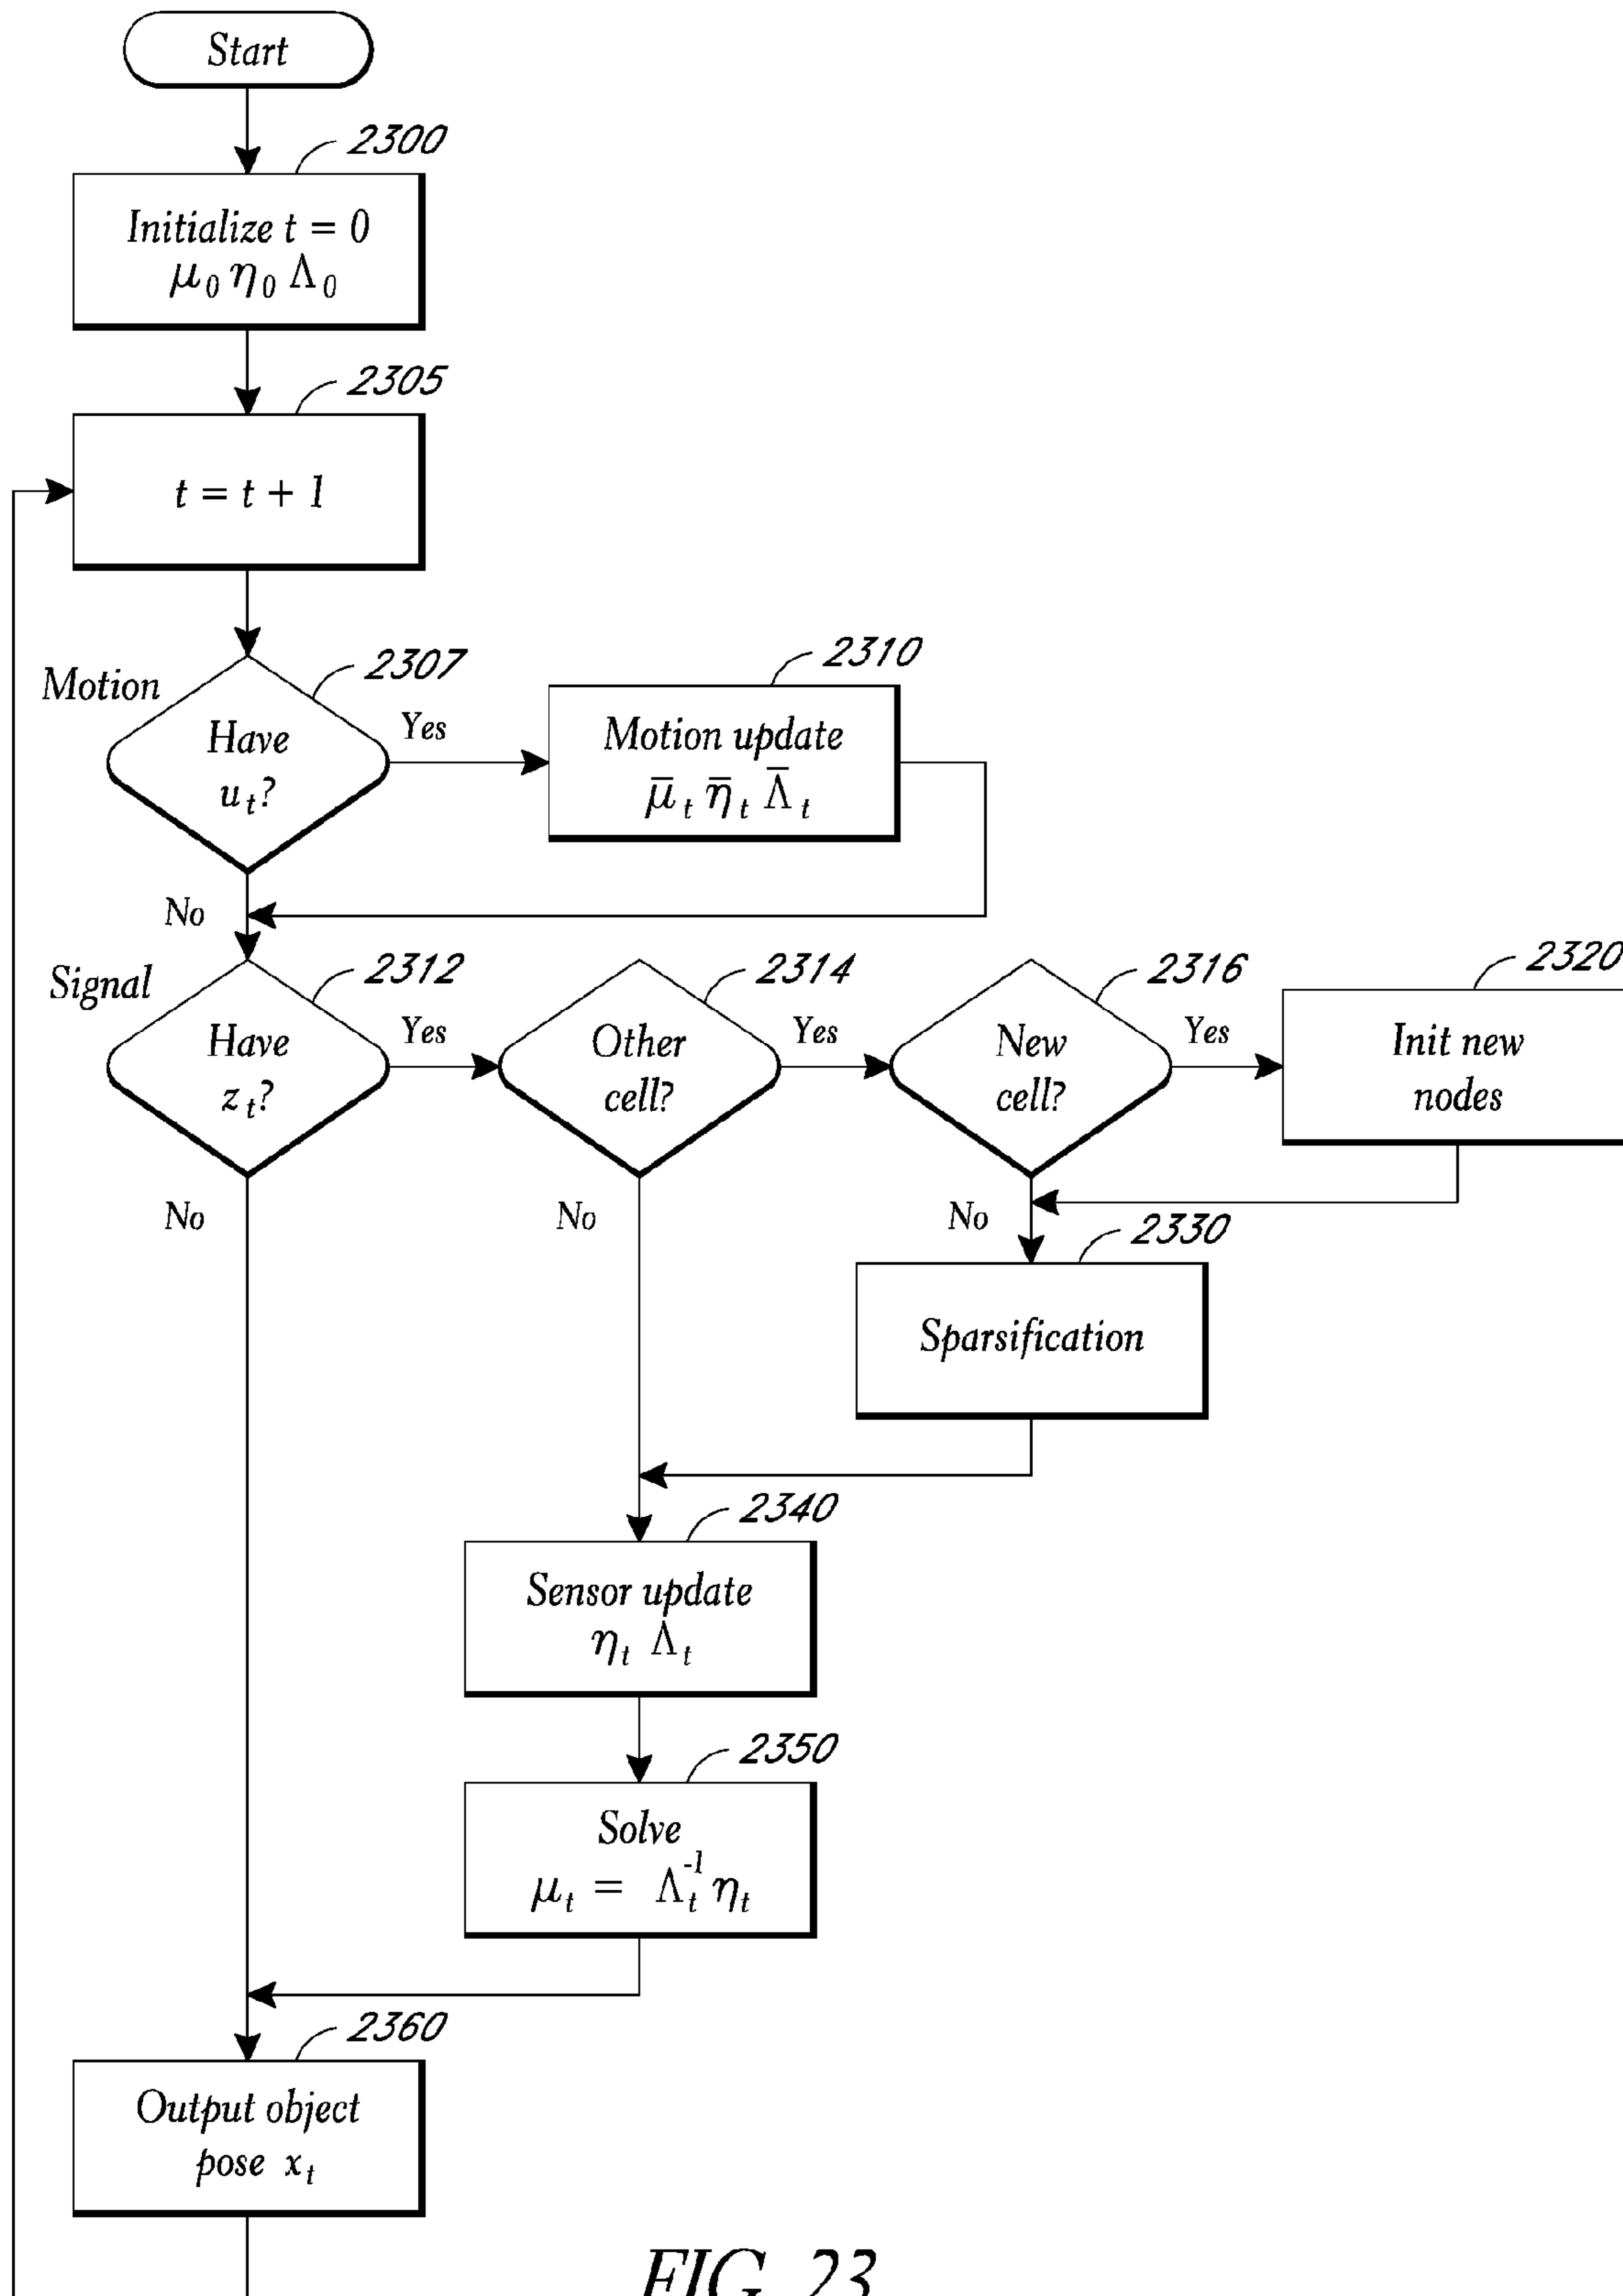 Start
2300
Initialize t = 0
μ0 η0 Λ0
2305
t = t + 1
Motion
2307
Have
ut?
Yes
No
2310
Motion update
μ̄t η̄t Λ̄t
Signal
2312
Have
zt?
Yes
No
2314
Other
cell?
Yes
No
2316
New
cell?
Yes
No
2320
Init new
nodes
2330
Sparsification
2340
Sensor update
ηt Λt
2350
Solve
μt = Λt-1 ηt
2360
Output object
pose xt
FIG. 23